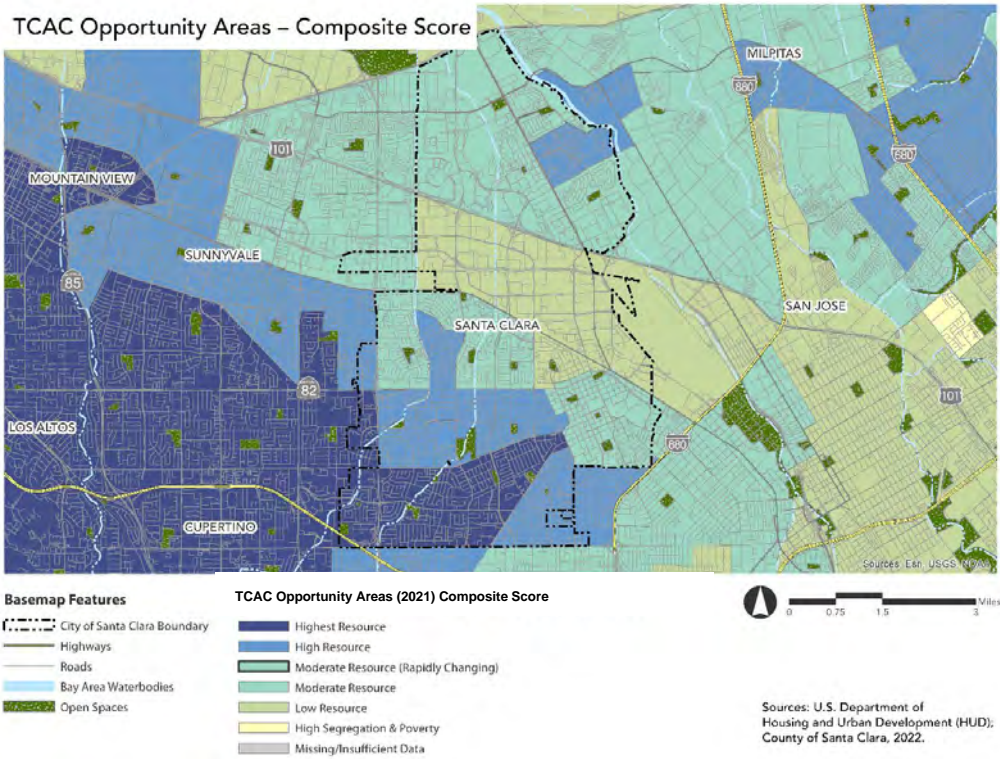 TCAC Opportunity Areas – Composite Score
MILPITAS
880
101
680
MOUNTAIN VIEW
SUNNYVALE
85
SAN JOSE
SANTA CLARA
82
101
LOS ALTOS
880
CUPERTINO
Sources: Esri, USGS, NOAA
Basemap Features
City of Santa Clara Boundary
Highways
Roads
Bay Area Waterbodies
Open Spaces
TCAC Opportunity Areas (2021) Composite Score
Highest Resource
High Resource
Moderate Resource (Rapidly Changing)
Moderate Resource
Low Resource
High Segregation & Poverty
Missing/Insufficient Data
0 0.75 1.5 3 Miles
Sources: U.S. Department of
Housing and Urban Development (HUD);
County of Santa Clara, 2022.